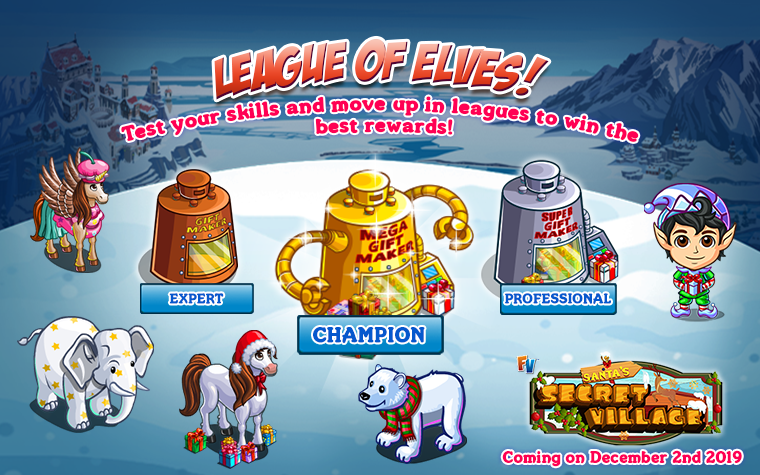 LEAGUE OF ELVES!
Test your skills and move up in leagues to win the
best rewards!
GIFT
MAKER
MEGA
GIFT
MAKER
SUPER
GIFT
MAKER
EXPERT
CHAMPION
PROFESSIONAL
FV
SANTA'S
SECRET
VILLAGE
Coming on December 2nd 2019